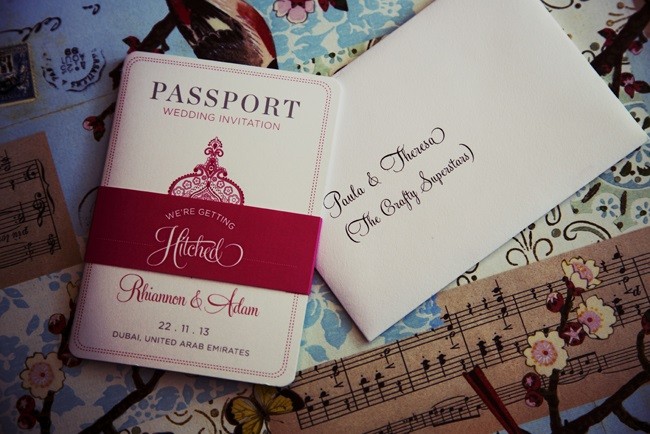 PASSPORT
WEDDING INVITATION
WE'RE GETTING
Hitched
Rhiannon & Adam
22 . 11 . 13
DUBAI, UNITED ARAB EMIRATES
Paula & Theresa
(The Crafty Superstars)